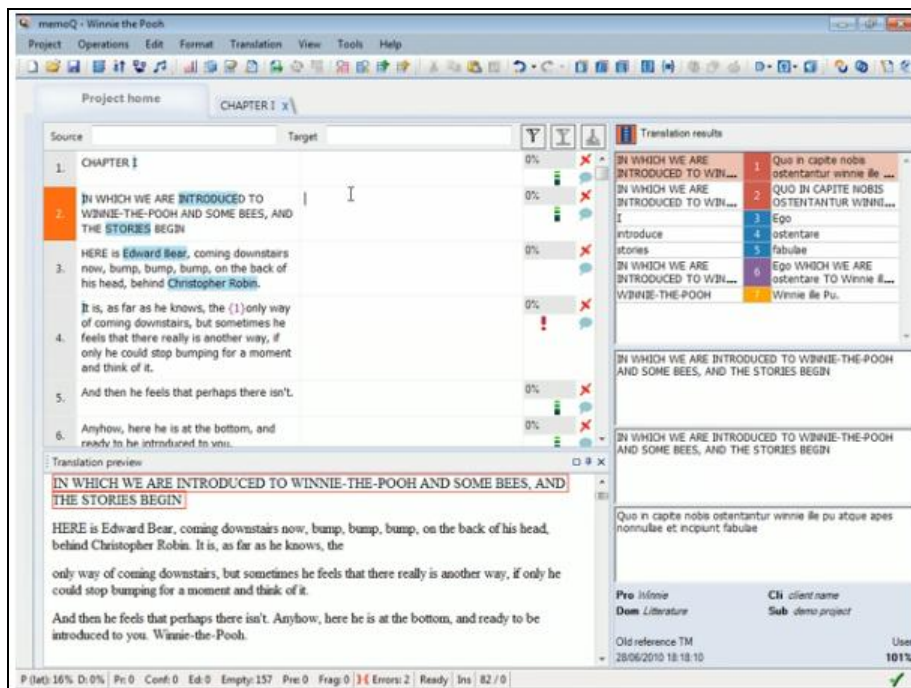 memoQ - Winnie the Pooh
Project Operations Edit Format Translation View Tools Help
Project home CHAPTER I x
Source Target
1. CHAPTER I 0%
2. IN WHICH WE ARE INTRODUCED TO
WINNIE-THE-POOH AND SOME BEES, AND
THE STORIES BEGIN
0%
3. HERE is Edward Bear, coming downstairs
now, bump, bump, bump, on the back of
his head, behind Christopher Robin.
0%
4. It is, as far as he knows, the {1}only way
of coming downstairs, but sometimes he
feels that there really is another way, if
only he could stop bumping for a moment
and think of it.
0%
5. And then he feels that perhaps there isn't. 0%
6. Anyhow, here he is at the bottom, and
ready to be introduced to you.
0%
Translation preview
IN WHICH WE ARE INTRODUCED TO WINNIE-THE-POOH AND SOME BEES, AND
THE STORIES BEGIN
HERE is Edward Bear, coming downstairs now, bump, bump, bump, on the back of his head,
behind Christopher Robin. It is, as far as he knows, the
only way of coming downstairs, but sometimes he feels that there really is another way, if only he
could stop bumping for a moment and think of it.
And then he feels that perhaps there isn't. Anyhow, here he is at the bottom, and ready to be
introduced to you. Winnie-the-Pooh.
Translation results
IN WHICH WE ARE
INTRODUCED TO WIN...
1 Quo in capite nobis
ostentantur winnie ille ...
IN WHICH WE ARE
INTRODUCED TO WIN...
2 QUO IN CAPITE NOBIS
OSTENTANTUR WINNI...
I 3 Ego
introduce 4 ostentare
stories 5 fabulae
IN WHICH WE ARE
INTRODUCED TO WIN...
6 Ego WHICH WE ARE
ostentare TO Winnie ill...
WINNIE-THE-POOH 7 Winnie ille Pu.
IN WHICH WE ARE INTRODUCED TO WINNIE-THE-POOH
AND SOME BEES, AND THE STORIES BEGIN
IN WHICH WE ARE INTRODUCED TO WINNIE-THE-POOH
AND SOME BEES, AND THE STORIES BEGIN
Quo in capite nobis ostentantur winnie ille pu atque apes
nonnullae et incipiunt fabulae
Pro Winnie Cli client name
Dom Litterature Sub demo project
Old reference TM User
28/06/2010 18:18:10 101%
P (lat): 16% D: 0% Pr: 0 Conf: 0 Ed: 0 Empty: 157 Pre: 0 Frag: 0 Errors: 2 Ready Ins 82 / 0